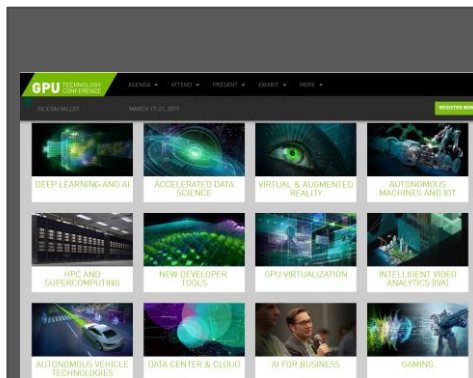 GPU TECHNOLOGY CONFERENCE
AGENDA ATTEND PRESENT EXHIBIT MORE
SILICON VALLEY MARCH 17-21, 2019 REGISTER NOW
DEEP LEARNING AND AI
ACCELERATED DATA
SCIENCE
VIRTUAL & AUGMENTED
REALITY
AUTONOMOUS
MACHINES AND IOT
HPC AND
SUPERCOMPUTING
NEW DEVELOPER
TOOLS
GPU VIRTUALIZATION
INTELLIGENT VIDEO
ANALYTICS (IVA)
AUTONOMOUS VEHICLE
TECHNOLOGIES
DATA CENTER & CLOUD
AI FOR BUSINESS
GAMING